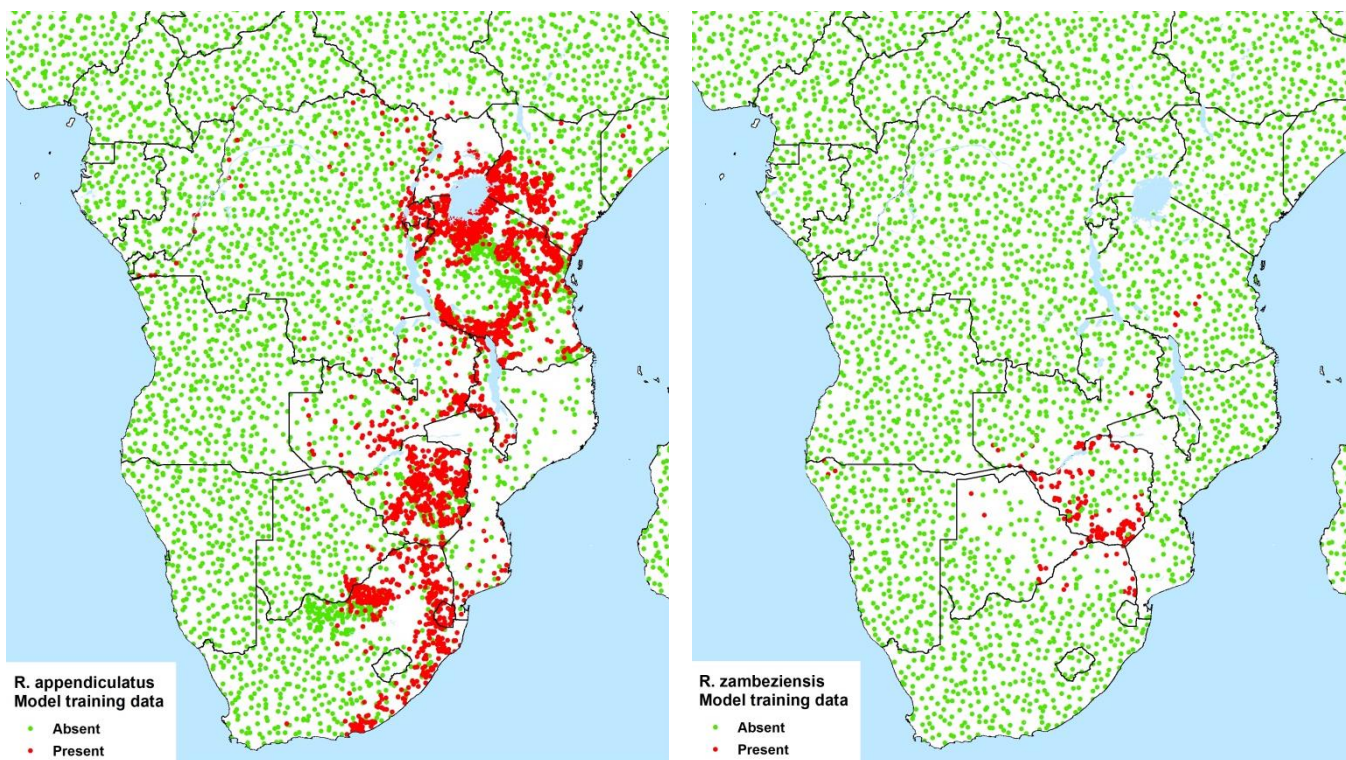 R. appendiculatus
Model training data
Absent
Present
R. zambeziensis
Model training data
Absent
Present